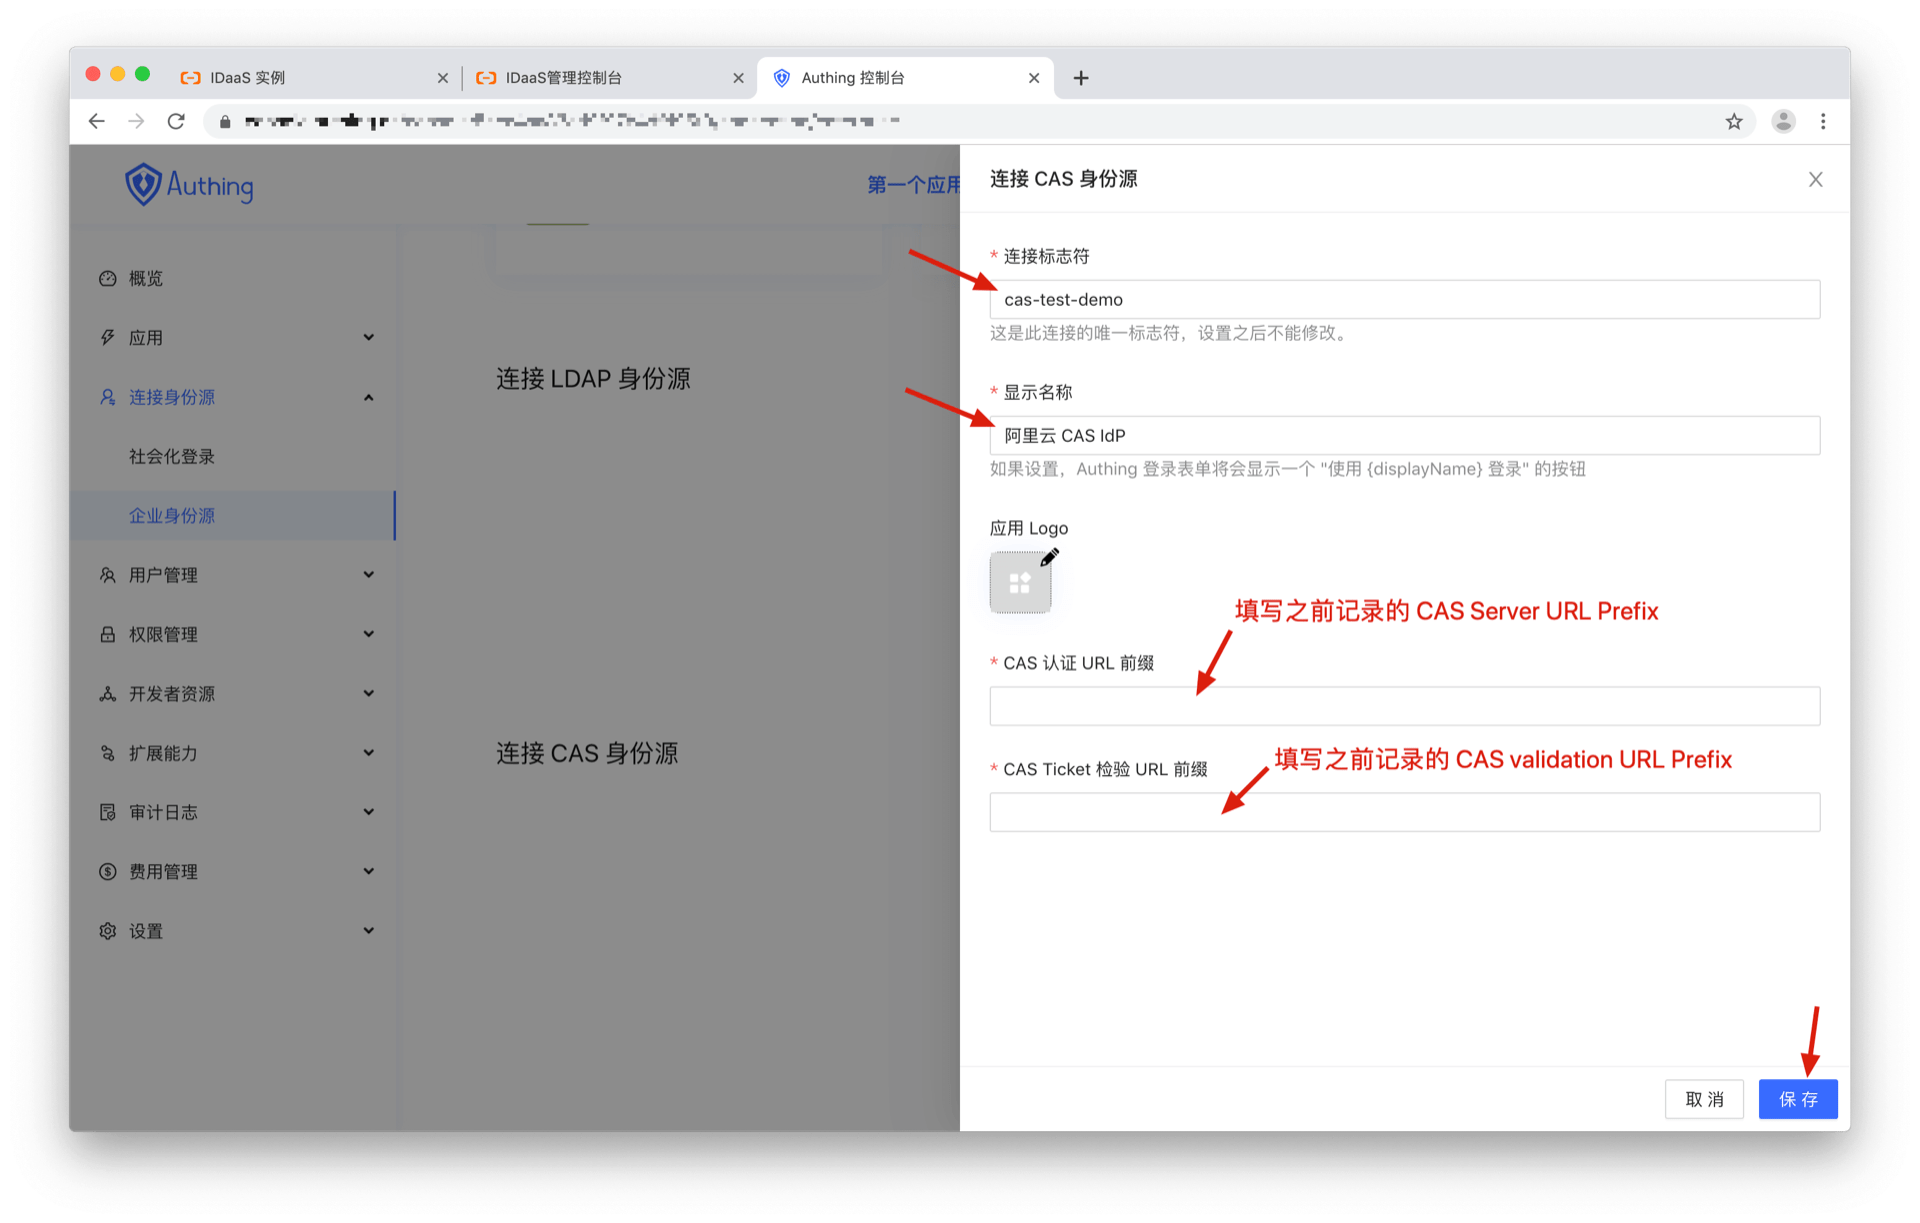 IDaaS 实例
IDaaS管理控制台
Authing 控制台
Authing
第一个应用
概览
应用
连接身份源
社会化登录
企业身份源
用户管理
权限管理
开发者资源
扩展能力
审计日志
费用管理
设置
连接 LDAP 身份源
连接 CAS 身份源
连接 CAS 身份源
* 连接标志符
cas-test-demo
这是此连接的唯一标志符，设置之后不能修改。
* 显示名称
阿里云 CAS IdP
如果设置，Authing 登录表单将会显示一个 "使用 {displayName} 登录" 的按钮
应用 Logo
填写之前记录的 CAS Server URL Prefix
* CAS 认证 URL 前缀
填写之前记录的 CAS validation URL Prefix
* CAS Ticket 检验 URL 前缀
取 消
保 存